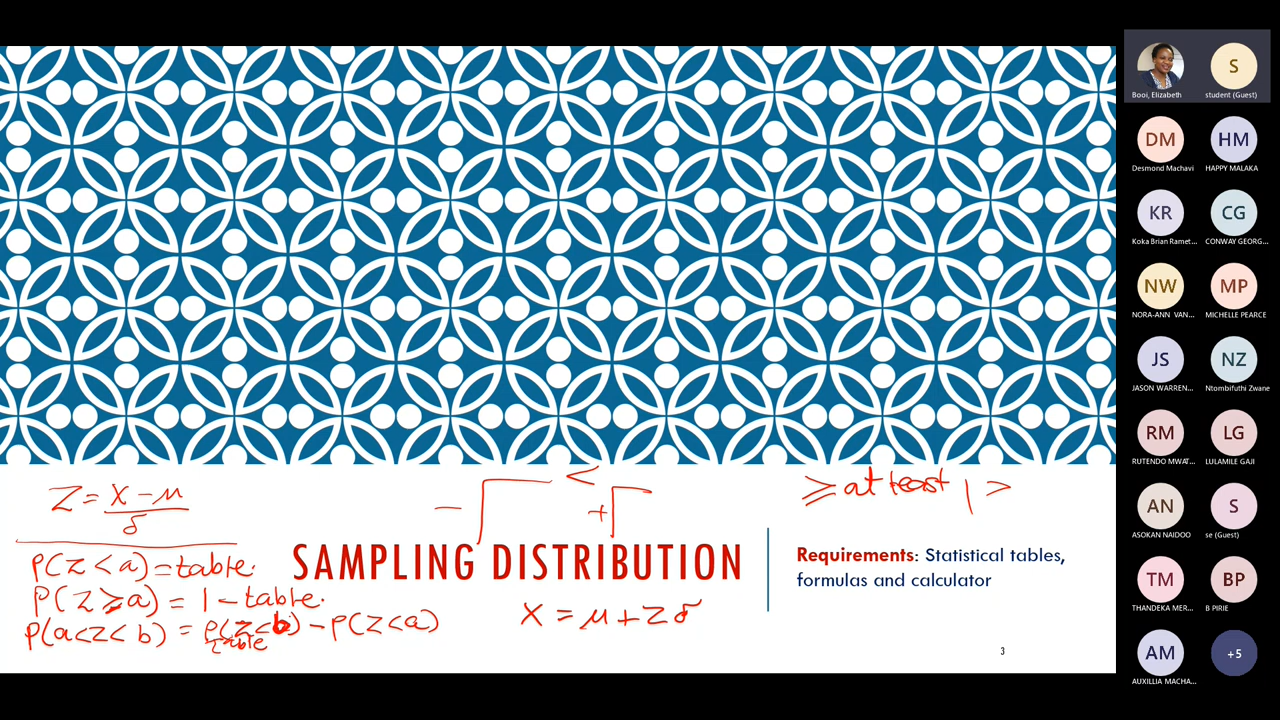 Z = X - μ / δ
P(Z < a) = table.
P(Z ≥ a) = 1 - table.
P(a < Z < b) = P(Z < b) - P(Z < a)
table
- <
+
≥ at least | >
SAMPLING DISTRIBUTION
X = μ + Z δ
Requirements: Statistical tables,
formulas and calculator
3
Booi, Elizabeth
S
student (Guest)
DM
Desmond Machavi
HM
HAPPY MALAKA
KR
Koka Brian Ramet...
CG
CONWAY GEORG...
NW
NORA-ANN VAN...
MP
MICHELLE PEARCE
JS
JASON WARREN...
NZ
Ntombifuthi Zwane
RM
RUTENDO MWAT...
LG
LULAMILE GAJI
AN
ASOKAN NAIDOO
S
se (Guest)
TM
THANDEKA MER...
BP
B PIRIE
AM
AUXILLIA MACHA...
+5